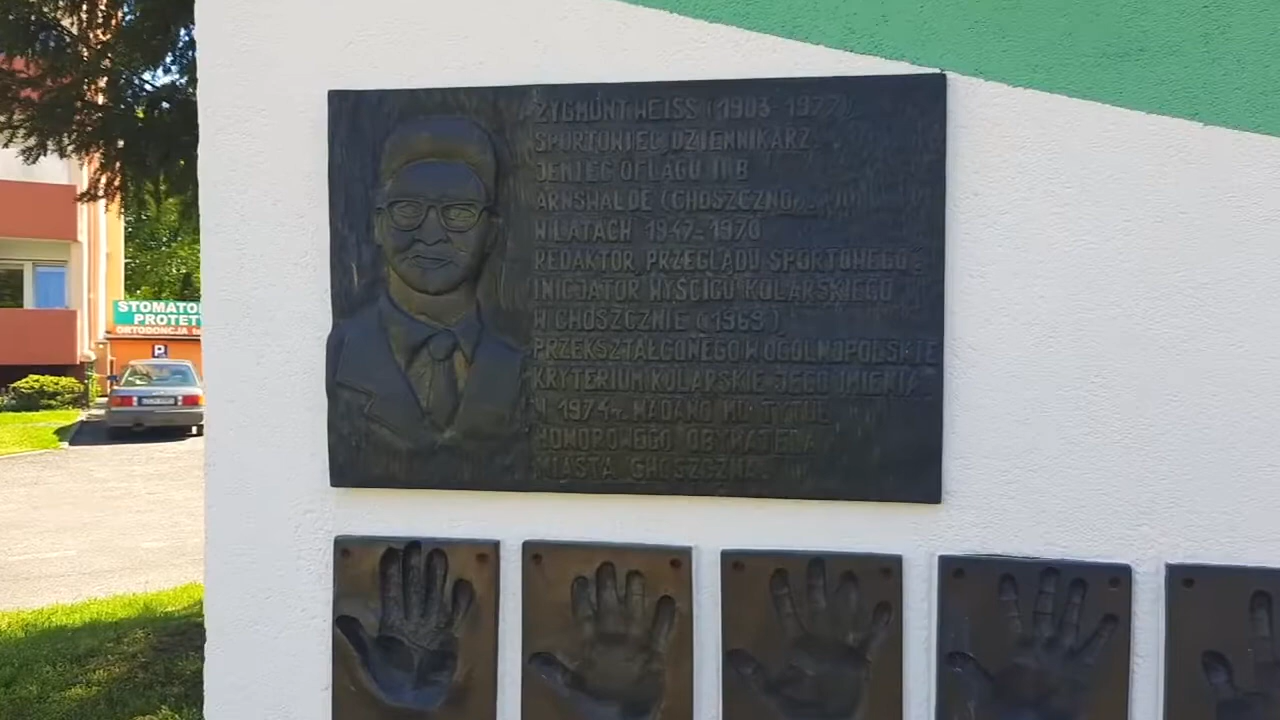 ZYGMUNT WEISS (1903-1977)
SPORTOWIEC, DZIENNIKARZ,
JENIEC OFLAGU II B
ARNSWALDE (CHOSZCZNO)
W LATACH 1947-1970
REDAKTOR PRZEGLĄDU SPORTOWEGO
INICJATOR WYŚCIGU KOLARSKIEGO
W CHOSZCZNIE (1969)
PRZEKSZTAŁCONEGO W OGÓLNOPOLSKIE
KRYTERIUM KOLARSKIE JEGO IMIENIA.
W 1974 r. NADANO MU TYTUŁ
HONOROWEGO OBYWATELA
MIASTA CHOSZCZNA.
STOMATO
PROTET
ORTODONCJA
P